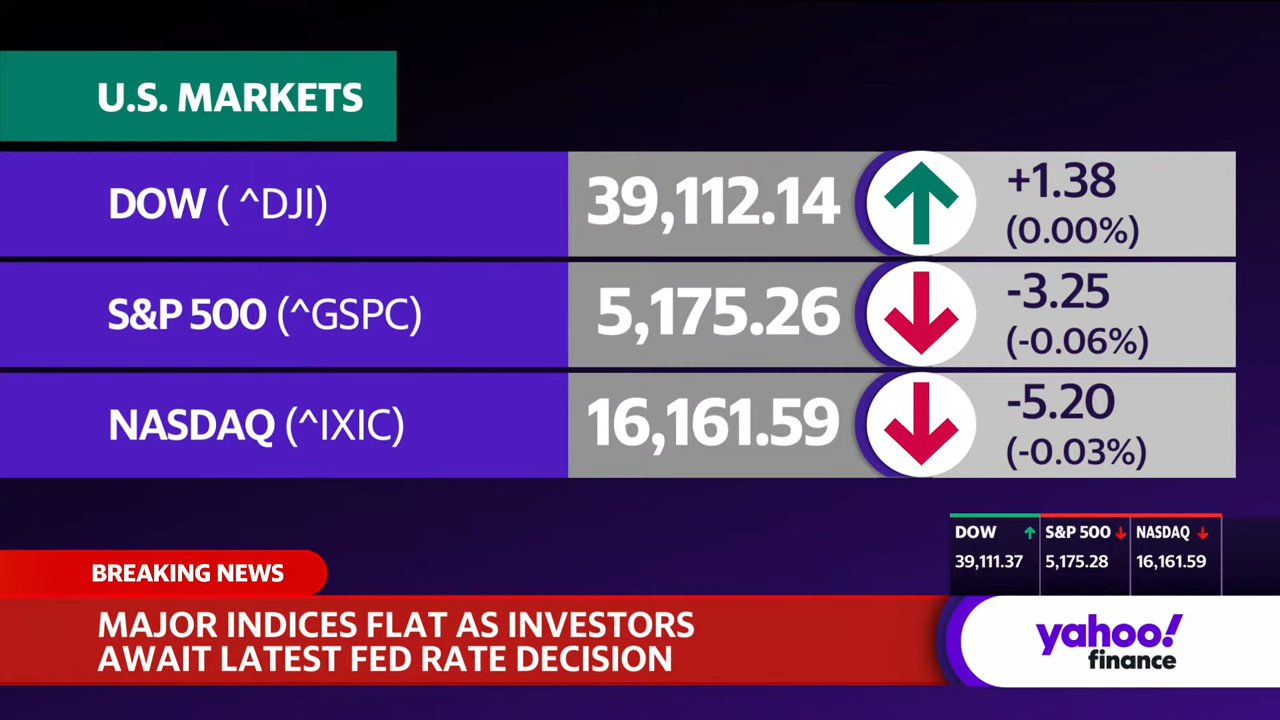 U.S. MARKETS
DOW ( ^DJI) 39,112.14 +1.38
(0.00%)
S&P 500 (^GSPC) 5,175.26 -3.25
(-0.06%)
NASDAQ (^IXIC) 16,161.59 -5.20
(-0.03%)
DOW S&P 500 NASDAQ
39,111.37 5,175.28 16,161.59
BREAKING NEWS
MAJOR INDICES FLAT AS INVESTORS
AWAIT LATEST FED RATE DECISION
yahoo!
finance